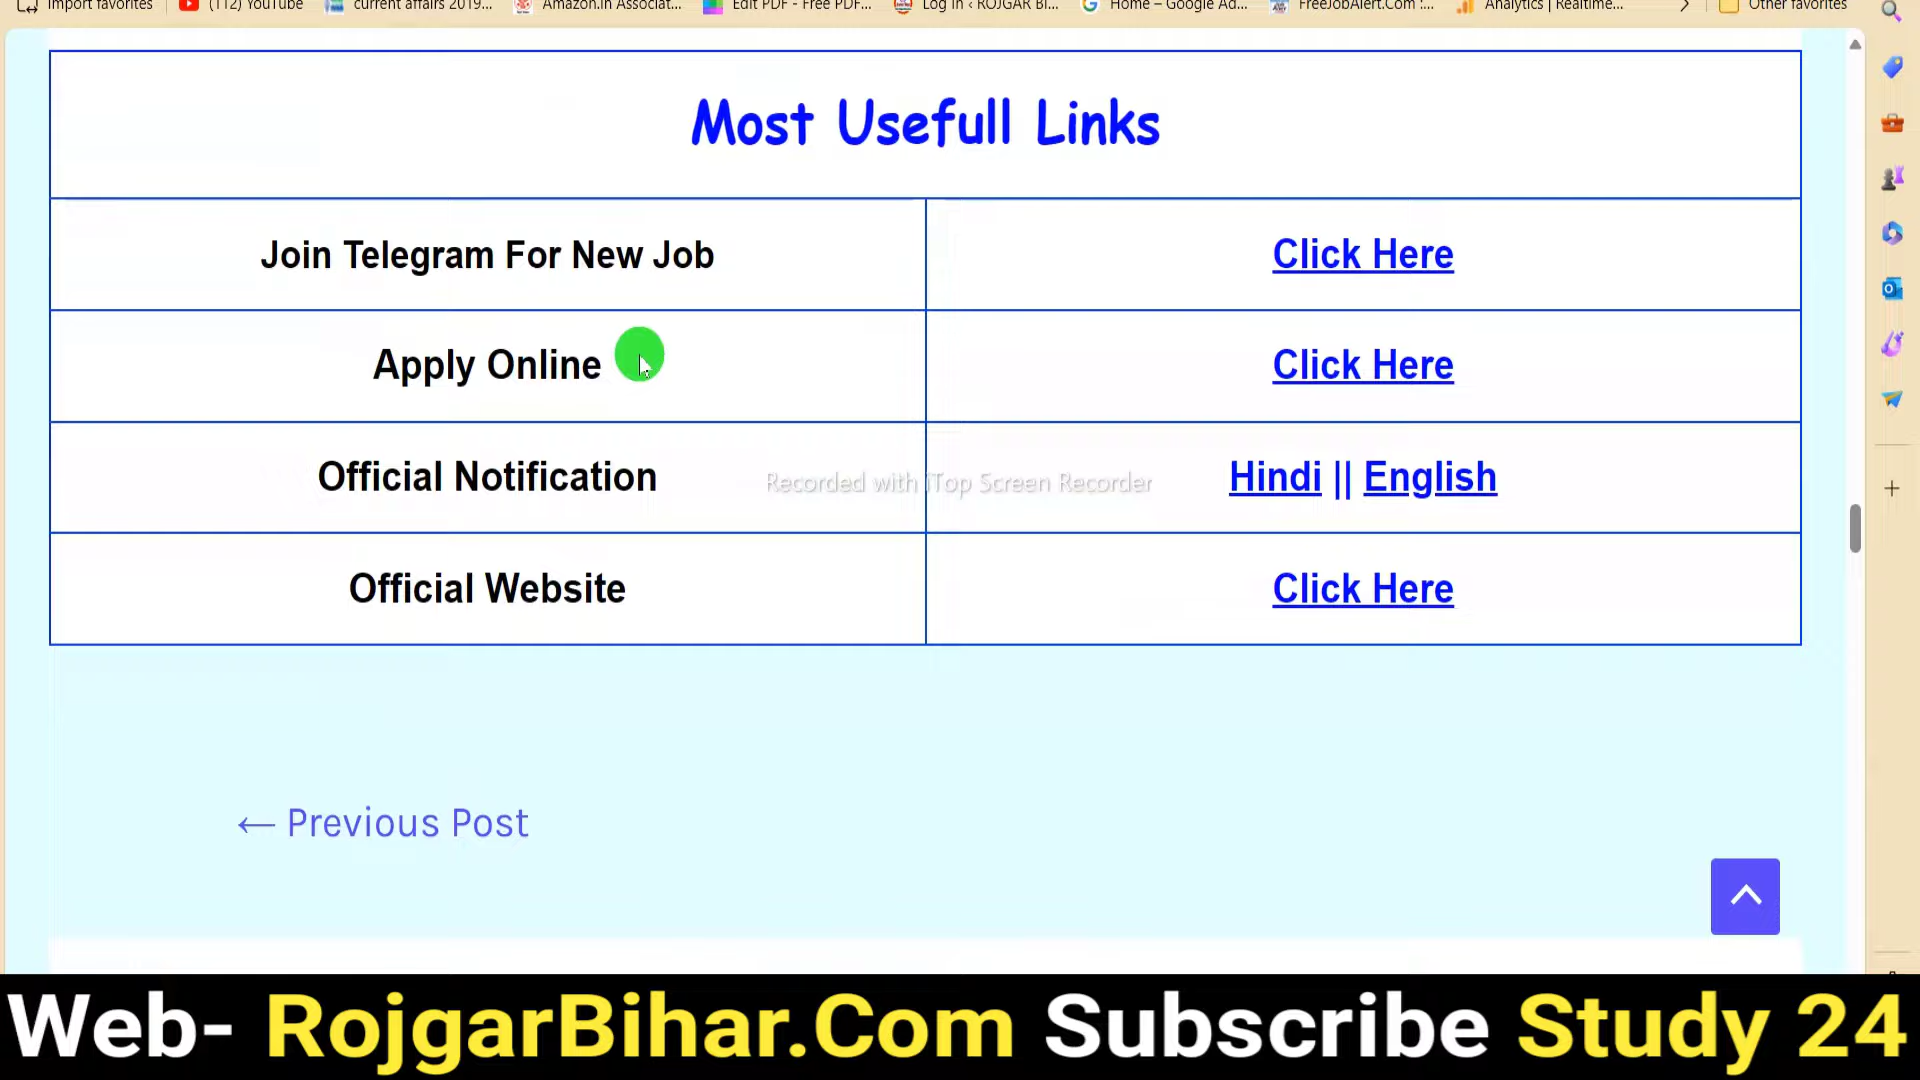 Import favorites (112) YouTube current affairs 2019... Amazon.in Associat... Edit PDF - Free PDF... Log In ‹ ROJGAR BI... Home – Google Ad... FreeJobAlert.Com :... Analytics | Realtime... Other favorites
Most Usefull Links
Join Telegram For New Job Click Here
Apply Online Click Here
Official Notification Hindi || English
Recorded with iTop Screen Recorder
Official Website Click Here
← Previous Post
Web- RojgarBihar.Com Subscribe Study 24